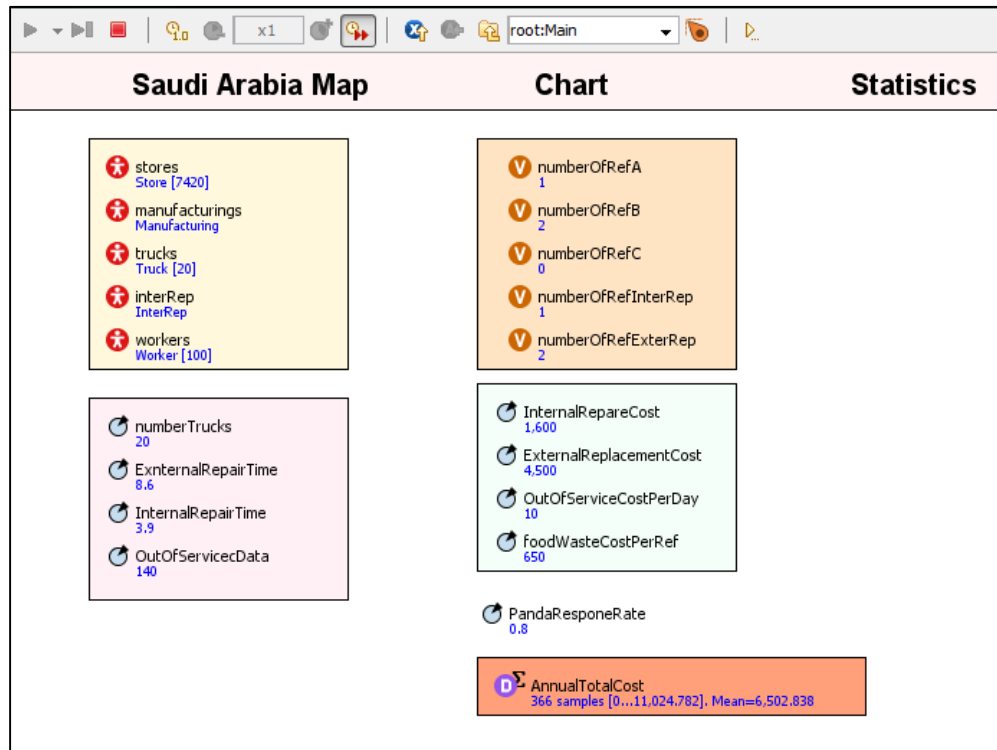 1.0
x1
root:Main
Saudi Arabia Map
Chart
Statistics
stores
Store [7420]
manufacturings
Manufacturing
trucks
Truck [20]
interRep
InterRep
workers
Worker [100]
numberTrucks
20
ExnternalRepairTime
8.6
InternalRepairTime
3.9
OutOfServicecData
140
V numberOfRefA
1
V numberOfRefB
2
V numberOfRefC
0
V numberOfRefInterRep
1
V numberOfRefExterRep
2
InternalRepareCost
1,600
ExternalReplacementCost
4,500
OutOfServiceCostPerDay
10
foodWasteCostPerRef
650
PandaResponeRate
0.8
D Σ AnnualTotalCost
366 samples [0...11,024.782]. Mean=6,502.838